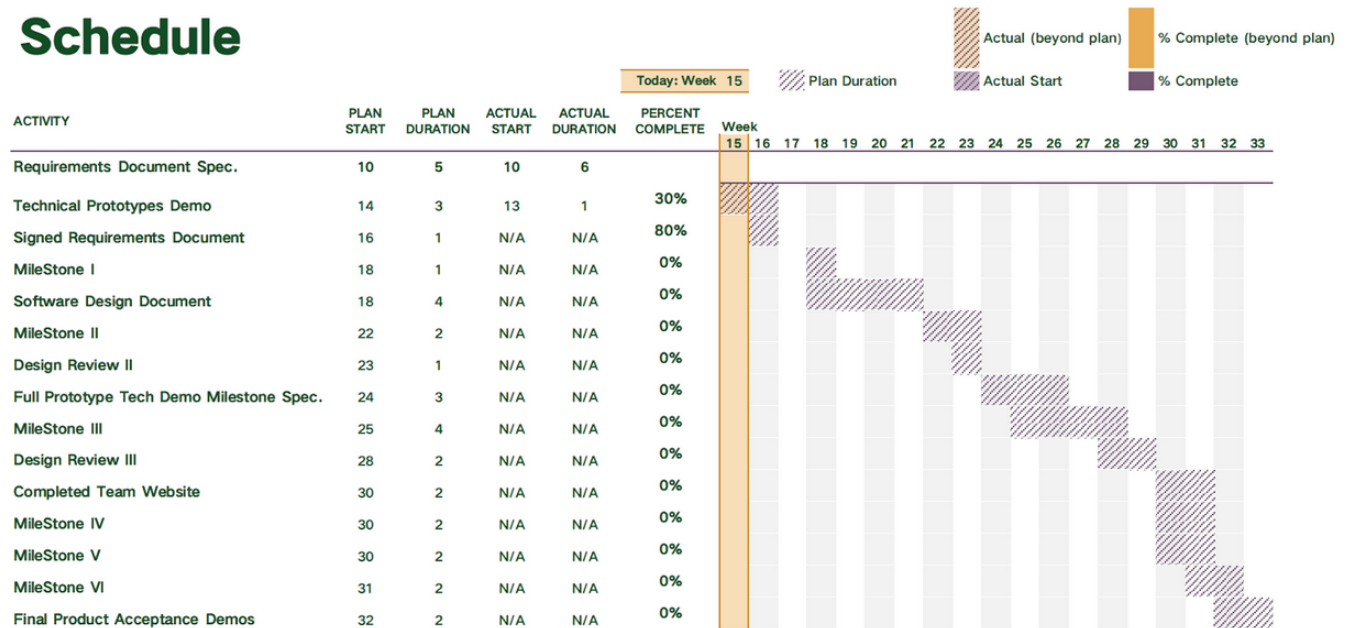 Schedule
Actual (beyond plan) % Complete (beyond plan)
Today: Week 15 Plan Duration Actual Start % Complete
ACTIVITY PLAN START PLAN DURATION ACTUAL START ACTUAL DURATION PERCENT COMPLETE Week
15 16 17 18 19 20 21 22 23 24 25 26 27 28 29 30 31 32 33
Requirements Document Spec. 10 5 10 6
Technical Prototypes Demo 14 3 13 1 30%
Signed Requirements Document 16 1 N/A N/A 80%
MileStone I 18 1 N/A N/A 0%
Software Design Document 18 4 N/A N/A 0%
MileStone II 22 2 N/A N/A 0%
Design Review II 23 1 N/A N/A 0%
Full Prototype Tech Demo Milestone Spec. 24 3 N/A N/A 0%
MileStone III 25 4 N/A N/A 0%
Design Review III 28 2 N/A N/A 0%
Completed Team Website 30 2 N/A N/A 0%
MileStone IV 30 2 N/A N/A 0%
MileStone V 30 2 N/A N/A 0%
MileStone VI 31 2 N/A N/A 0%
Final Product Acceptance Demos 32 2 N/A N/A 0%